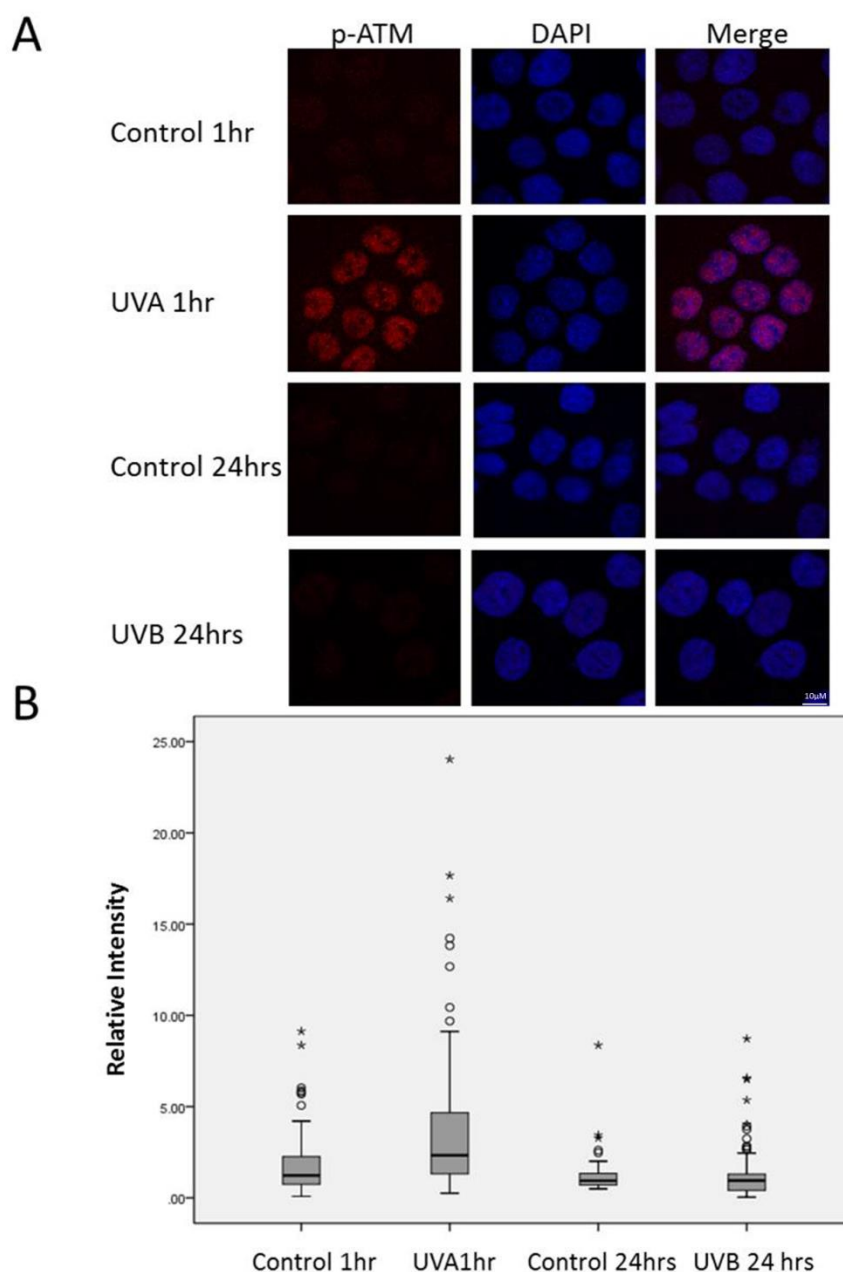 A
p-ATM DAPI Merge
Control 1hr
UVA 1hr
Control 24hrs
UVB 24hrs
10µM
B
25.00
20.00
15.00
10.00
5.00
.00
Relative Intensity
Control 1hr UVA1hr Control 24hrs UVB 24 hrs